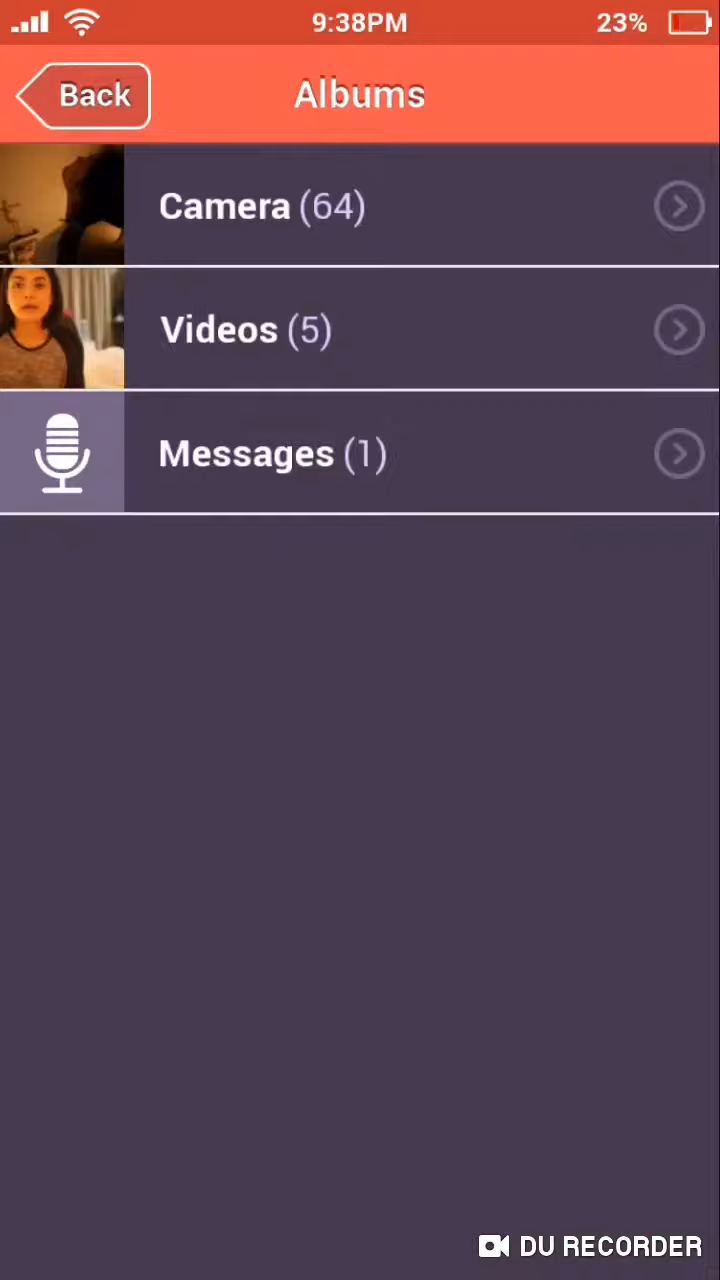 9:38PM 23%
Back Albums
Camera (64)
Videos (5)
Messages (1)
DU RECORDER